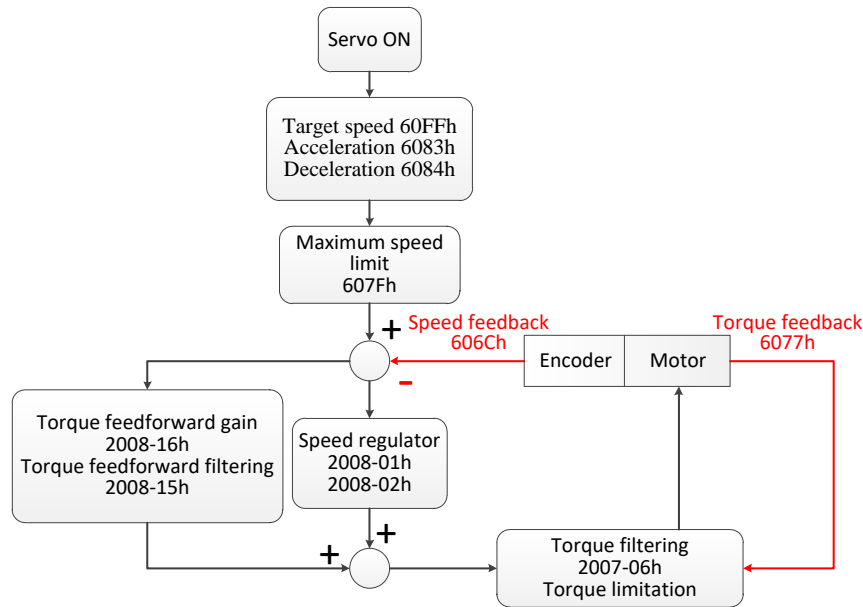 Servo ON
Target speed 60FFh
Acceleration 6083h
Deceleration 6084h
Maximum speed
limit
607Fh
+
Speed feedback
606Ch
Torque feedback
6077h
Encoder
Motor
-
Torque feedforward gain
2008-16h
Torque feedforward filtering
2008-15h
Speed regulator
2008-01h
2008-02h
+
+
Torque filtering
2007-06h
Torque limitation